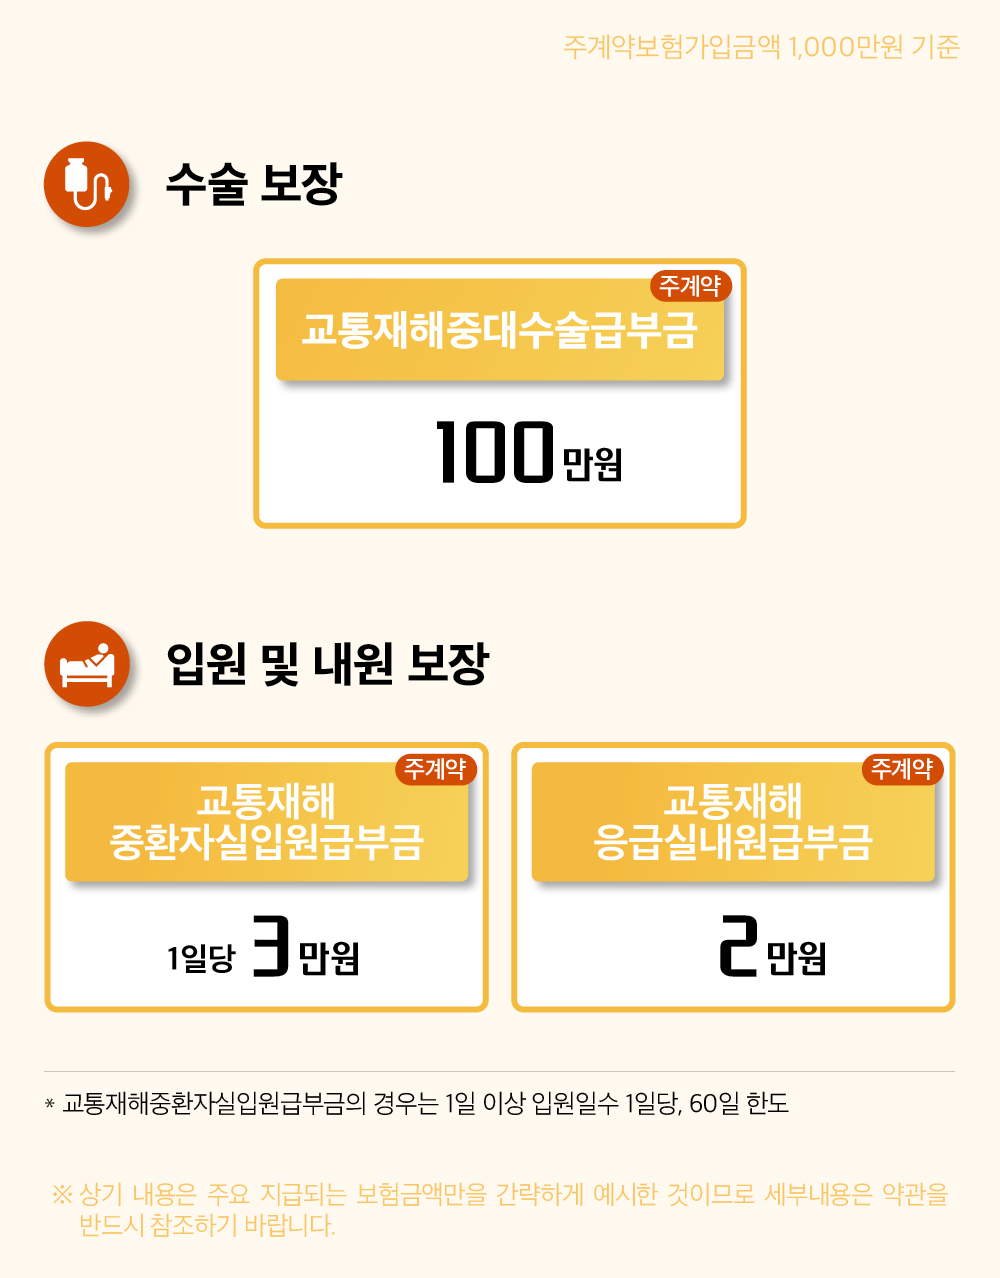 주계약보험가입금액 1,000만원 기준
수술 보장
주계약
교통재해중대수술급부금
100 만원
입원 및 내원 보장
주계약
교통재해
중환자실입원급부금
1일당 3 만원
주계약
교통재해
응급실내원급부금
2 만원
* 교통재해중환자실입원급부금의 경우는 1일 이상 입원일수 1일당, 60일 한도
※ 상기 내용은 주요 지급되는 보험금액만을 간략하게 예시한 것이므로 세부내용은 약관을
반드시 참조하기 바랍니다.